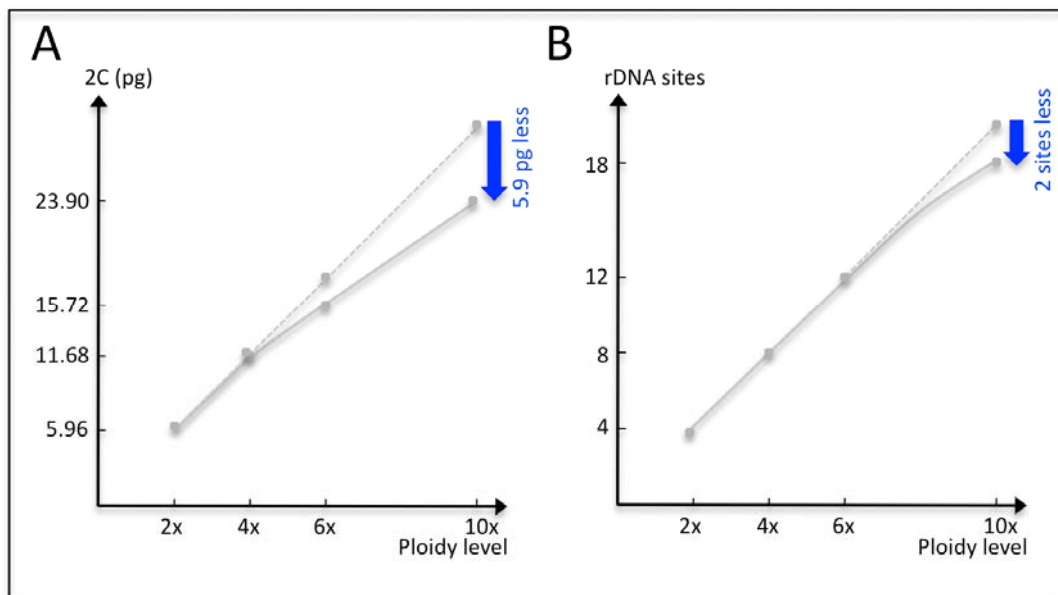 A
2C (pg)
23.90
15.72
11.68
5.96
2x
4x
6x
10x
Ploidy level
5.9 pg less
B
rDNA sites
18
12
8
4
2x
4x
6x
10x
Ploidy level
2 sites less